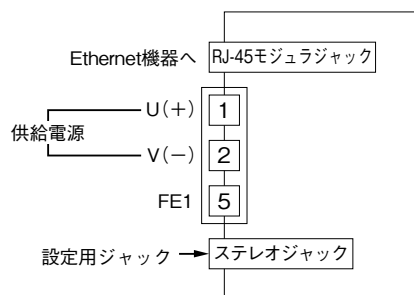 Ethernet機器へ RJ-45モジュラジャック
U(+) 1
供給電源
V(−) 2
FE1 5
設定用ジャック ステレオジャック